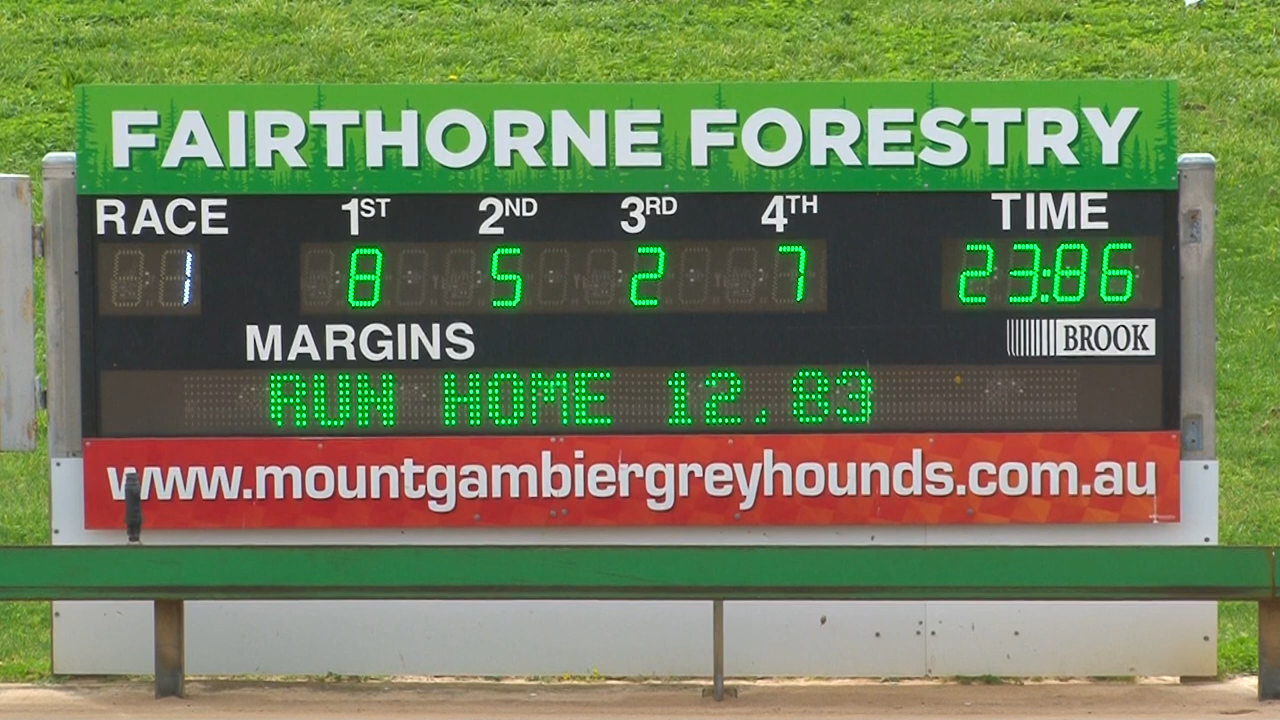 FAIRTHORNE FORESTRY
RACE 1ST 2ND 3RD 4TH TIME
1 8 5 2 7 23:86
MARGINS
BROOK
RUN HOME 12.83
www.mountgambiergreyhounds.com.au